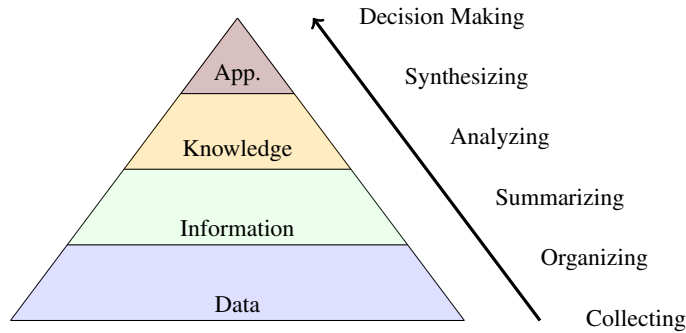 Decision Making
App.
Synthesizing
Knowledge
Analyzing
Summarizing
Information
Organizing
Data
Collecting